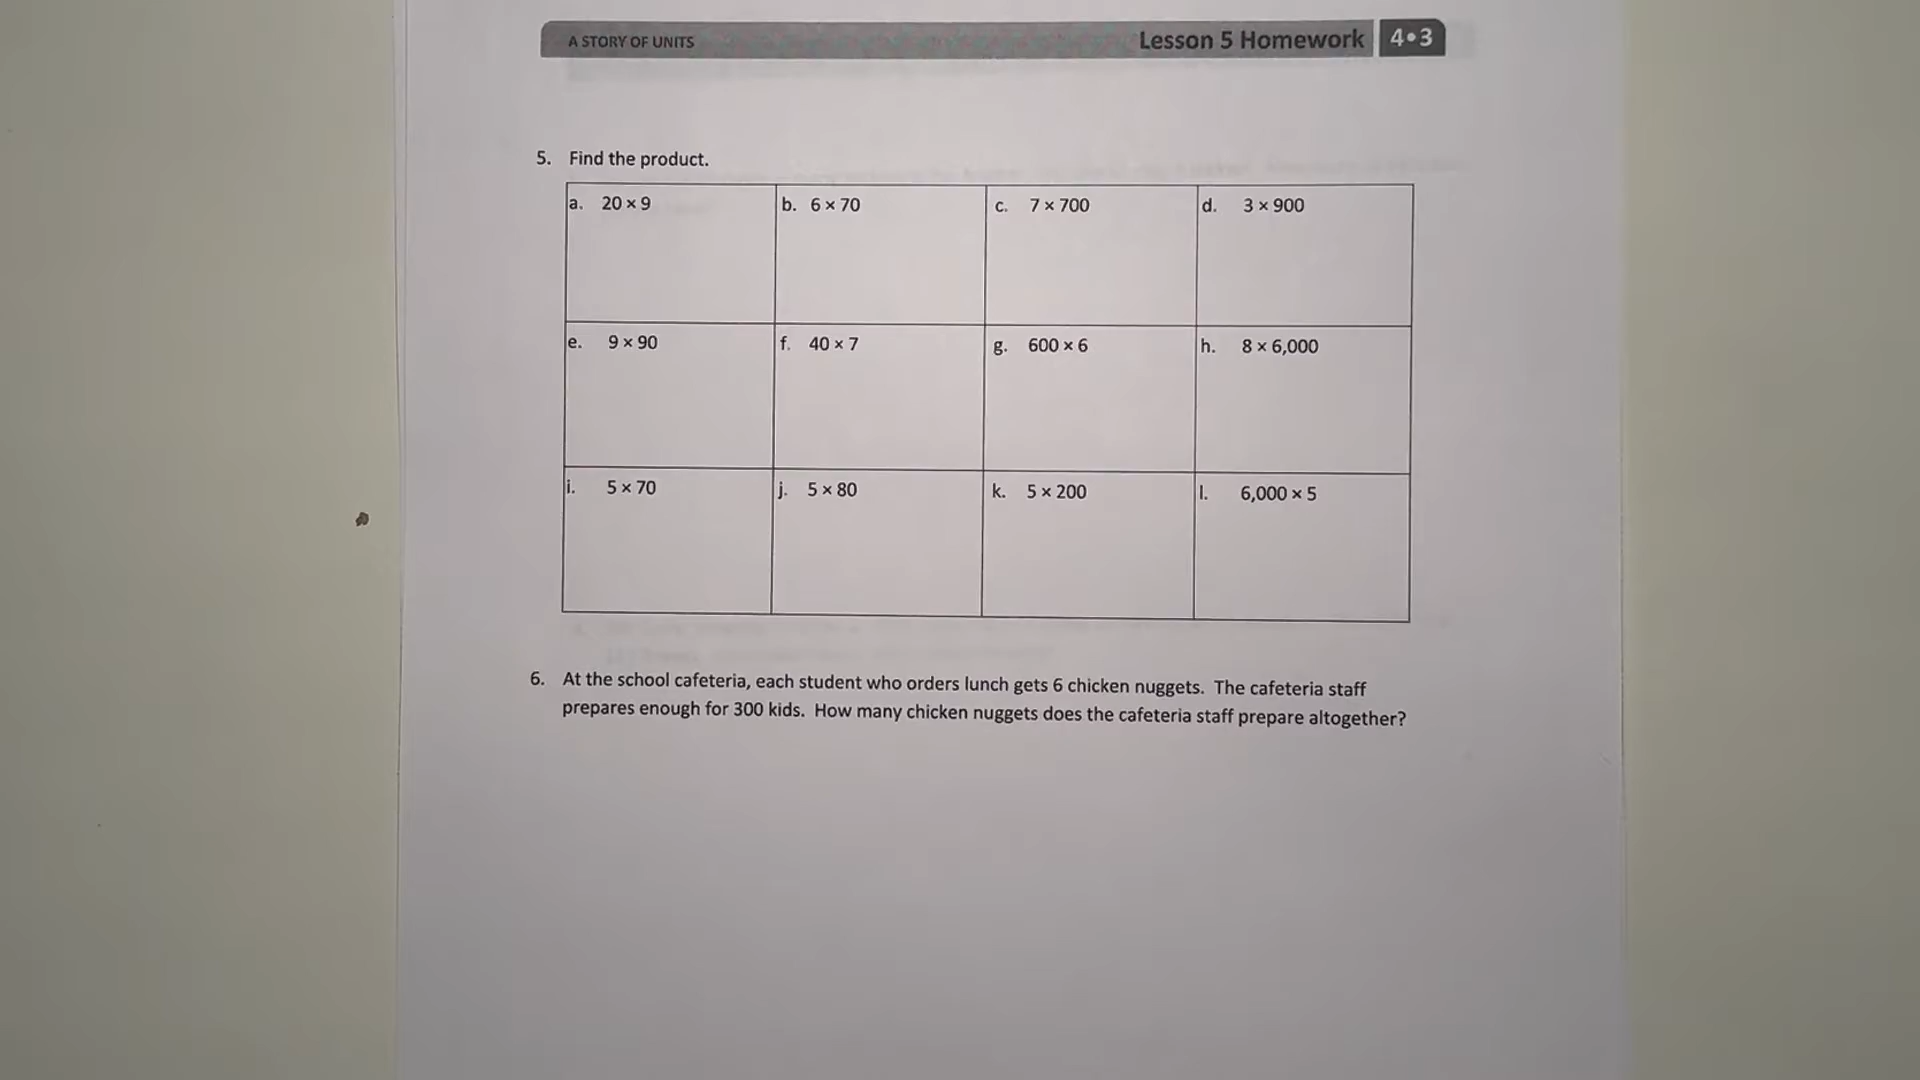 A STORY OF UNITS
Lesson 5 Homework 4•3
5. Find the product.
a. 20 × 9
b. 6 × 70
c. 7 × 700
d. 3 × 900
e. 9 × 90
f. 40 × 7
g. 600 × 6
h. 8 × 6,000
i. 5 × 70
j. 5 × 80
k. 5 × 200
l. 6,000 × 5
6. At the school cafeteria, each student who orders lunch gets 6 chicken nuggets. The cafeteria staff
prepares enough for 300 kids. How many chicken nuggets does the cafeteria staff prepare altogether?